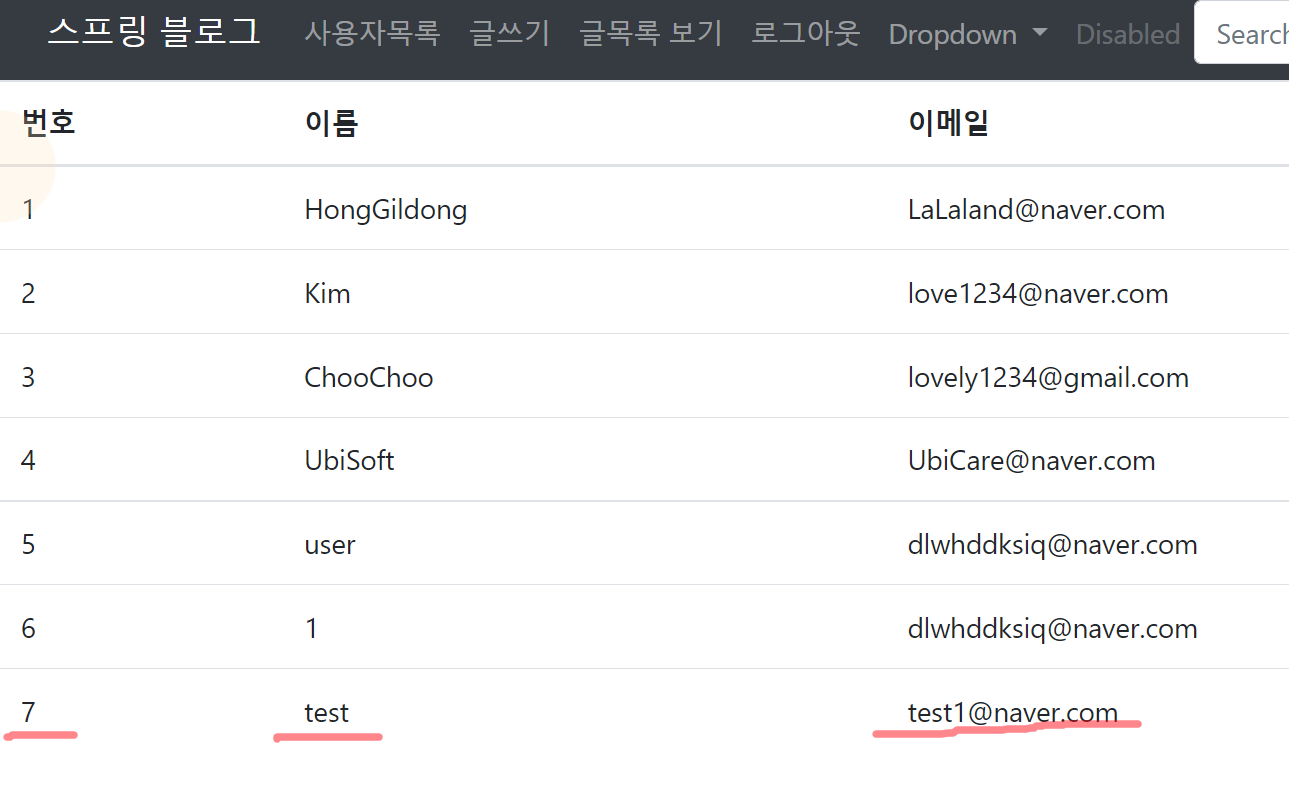 스프링 블로그 사용자목록 글쓰기 글목록 보기 로그아웃 Dropdown Disabled Search
번호 이름 이메일
1 HongGildong LaLaland@naver.com
2 Kim love1234@naver.com
3 ChooChoo lovely1234@gmail.com
4 UbiSoft UbiCare@naver.com
5 user dlwhddksiq@naver.com
6 1 dlwhddksiq@naver.com
7 test test1@naver.com